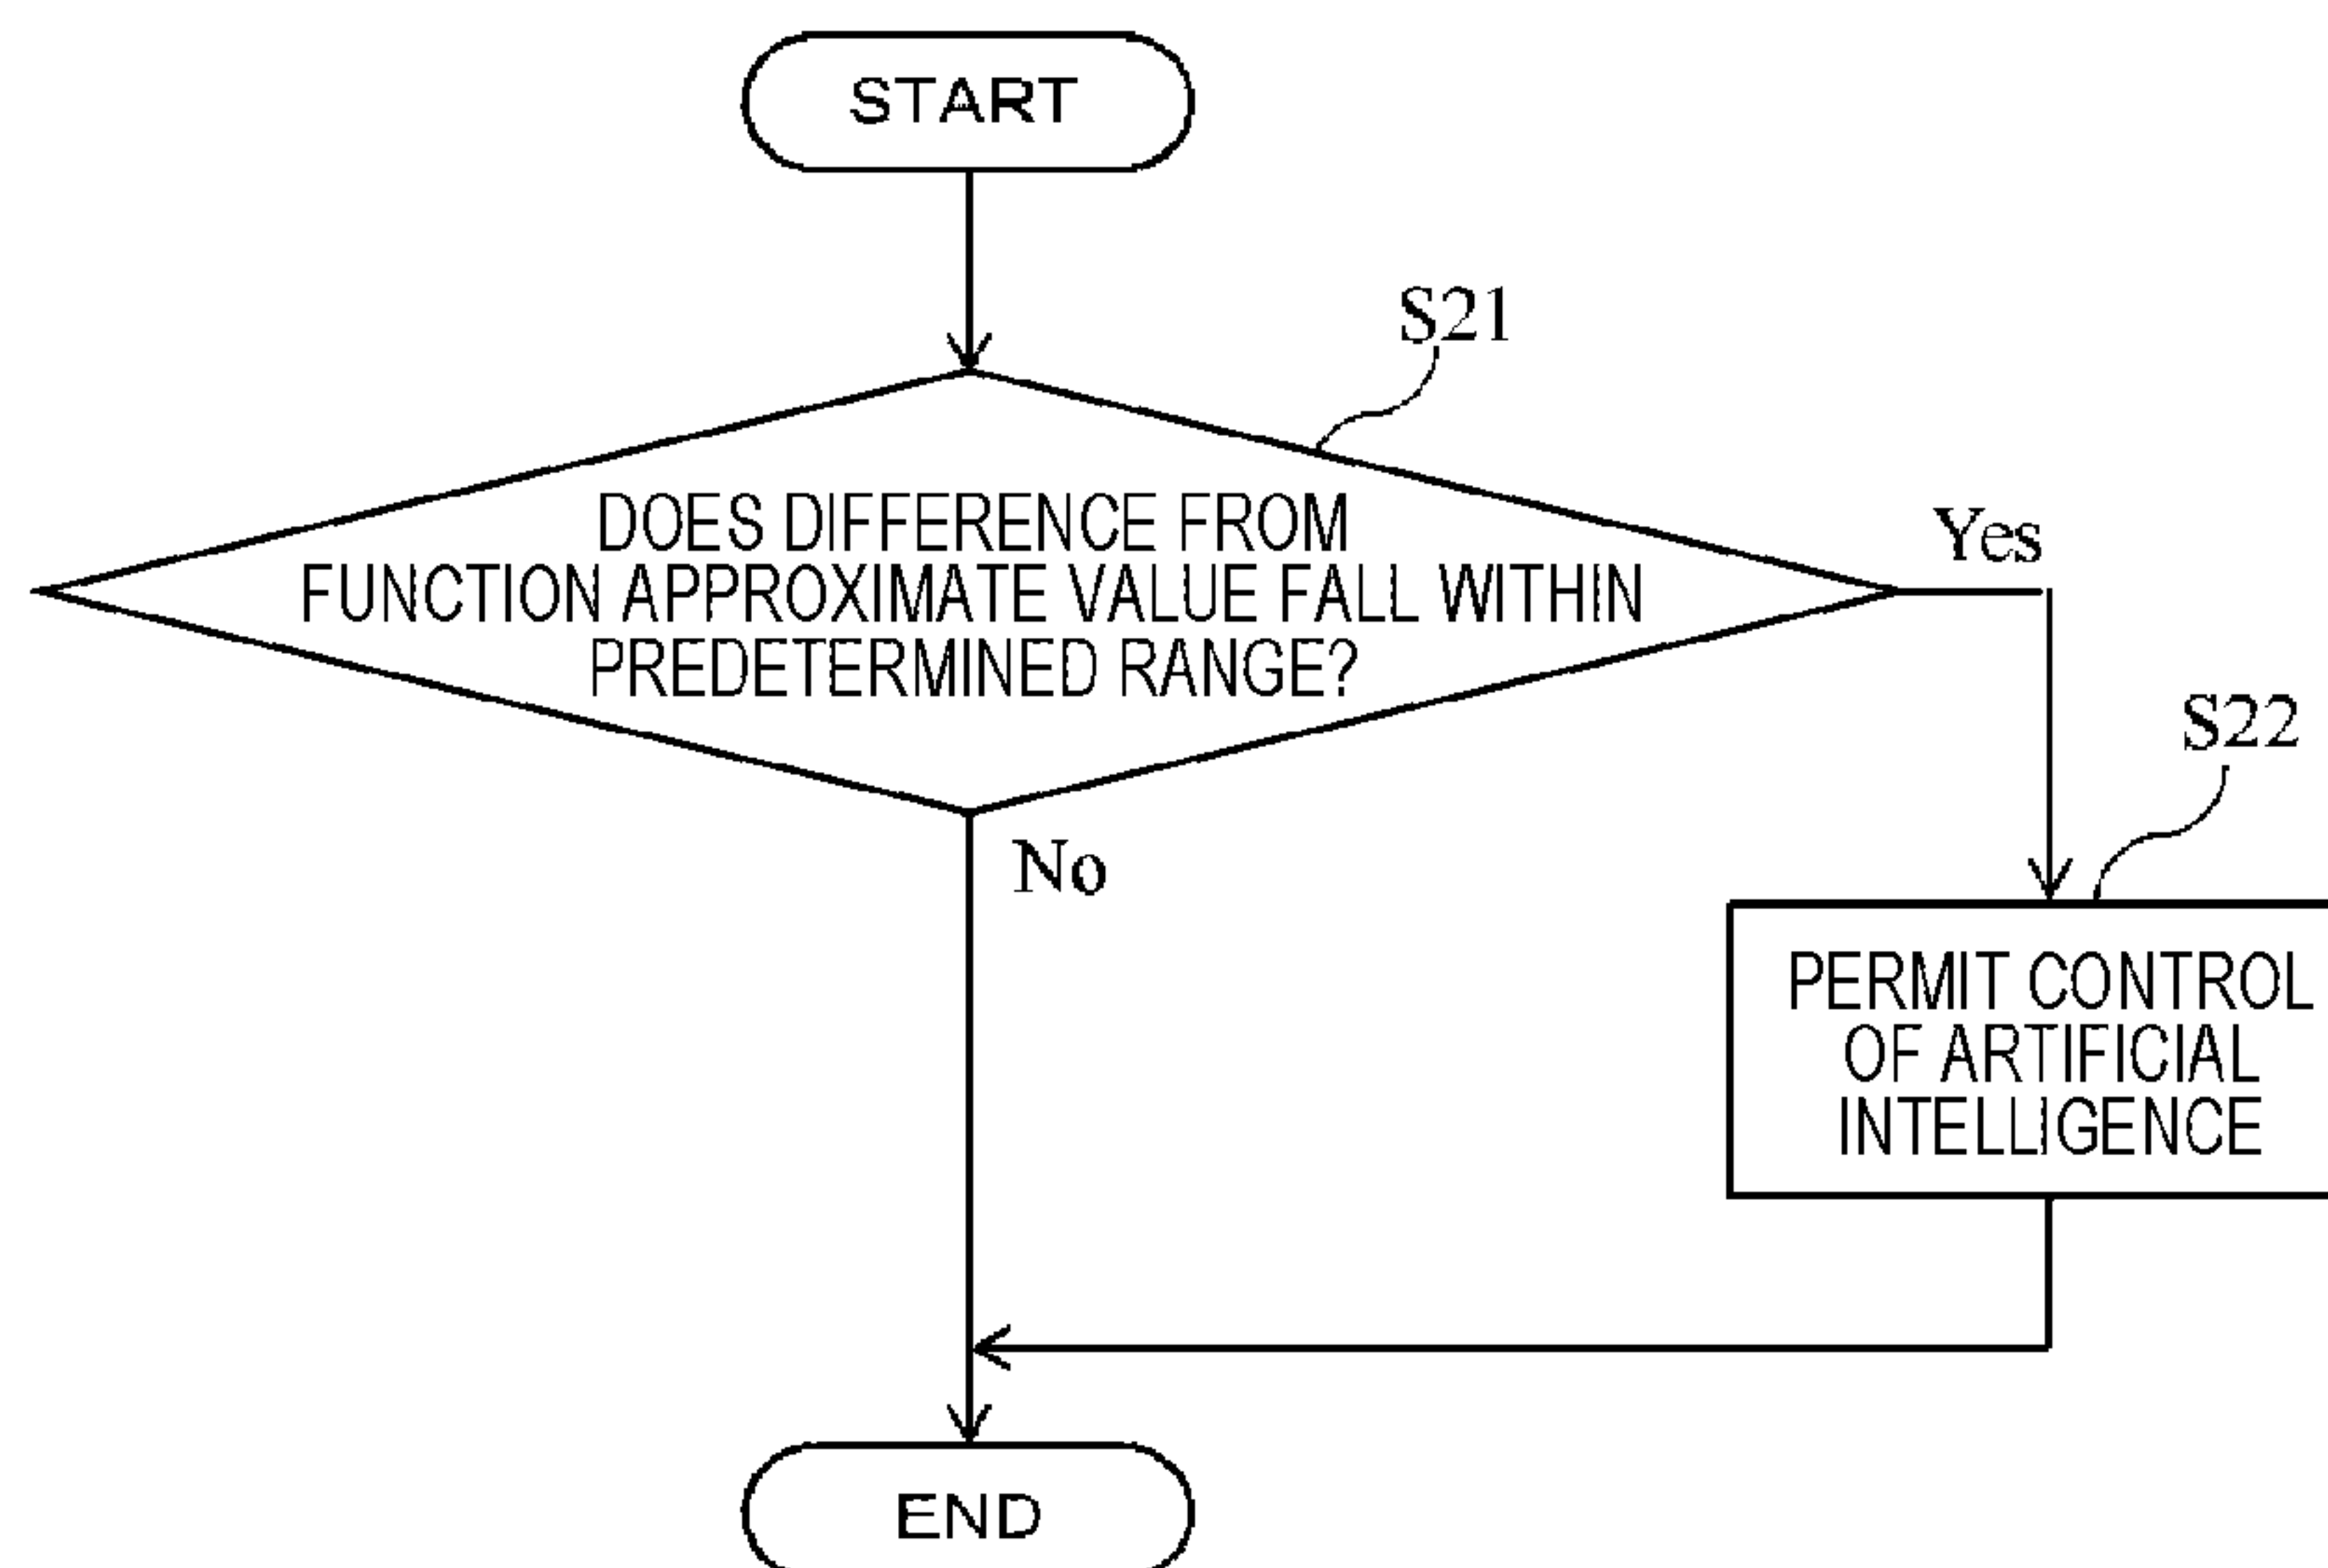 START
S21
DOES DIFFERENCE FROM
FUNCTION APPROXIMATE VALUE FALL WITHIN
PREDETERMINED RANGE?
Yes
No
S22
PERMIT CONTROL
OF ARTIFICIAL
INTELLIGENCE
END